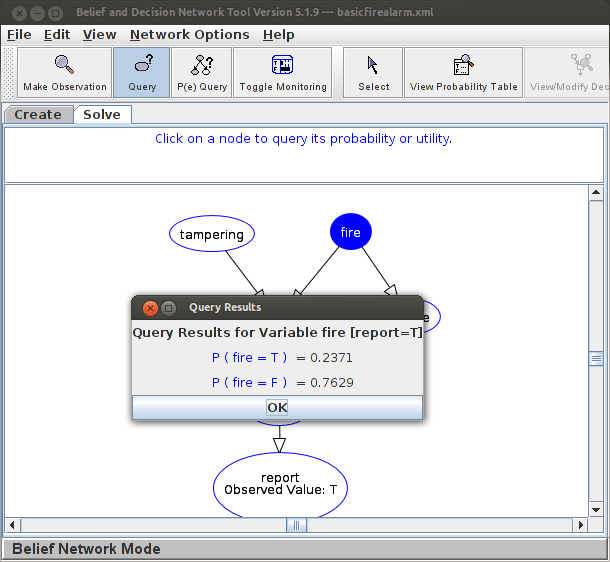 Belief and Decision Network Tool Version 5.1.9 --- basicfirealarm.xml
File Edit View Network Options Help
Make Observation Query P(e) Query Toggle Monitoring Select View Probability Table View/Modify Dec
Create Solve
Click on a node to query its probability or utility.
tampering
fire
e
Query Results
Query Results for Variable fire [report=T]
P ( fire = T ) = 0.2371
P ( fire = F ) = 0.7629
OK
report
Observed Value: T
Belief Network Mode